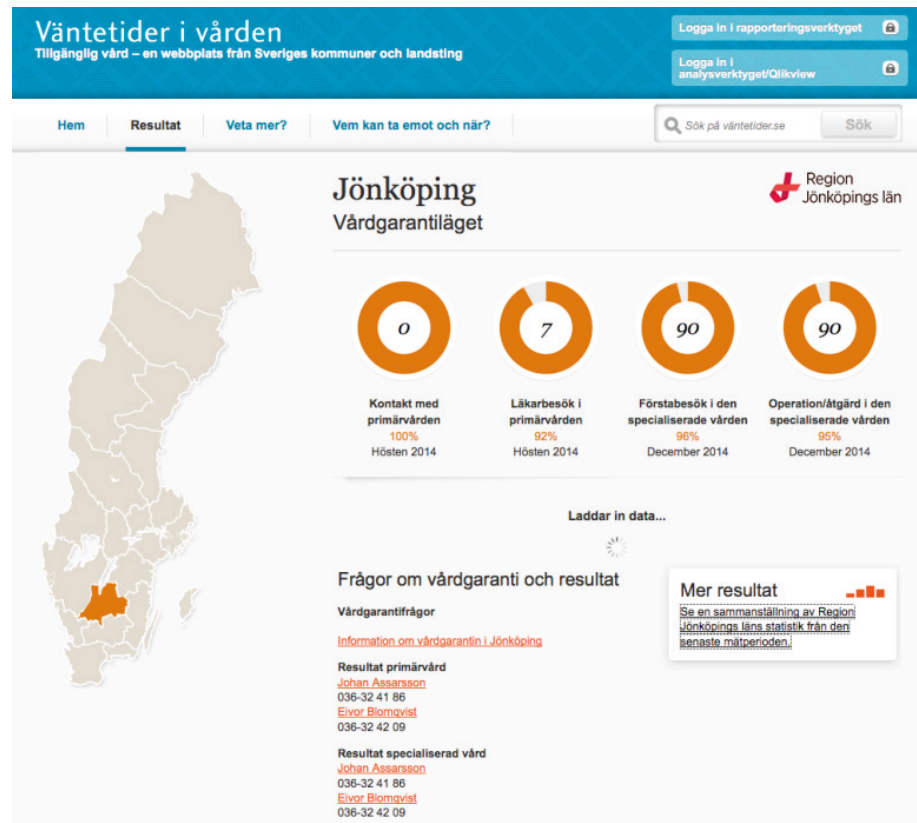 Väntetider i vården
Tillgänglig vård – en webbplats från Sveriges kommuner och landsting
Logga in i rapporteringsverktyget
Logga in i
analysverktyget/Qlikview
Hem
Resultat
Veta mer?
Vem kan ta emot och när?
Sök på väntetider.se
Sök
Jönköping
Vårdgarantiläget
Region
Jönköpings län
0
7
90
90
Kontakt med
primärvården
100%
Hösten 2014
Läkarbesök i
primärvården
92%
Hösten 2014
Förstabesök i den
specialiserade vården
96%
December 2014
Operation/åtgärd i den
specialiserade vården
95%
December 2014
Laddar in data...
Frågor om vårdgaranti och resultat
Vårdgarantifrågor
Information om vårdgarantin i Jönköping
Resultat primärvård
Johan Assarsson
036-32 41 86
Eivor Blomqvist
036-32 42 09
Resultat specialiserad vård
Johan Assarsson
036-32 41 86
Eivor Blomqvist
036-32 42 09
Mer resultat
Se en sammanställning av Region
Jönköpings läns statistik från den
senaste mätperioden.